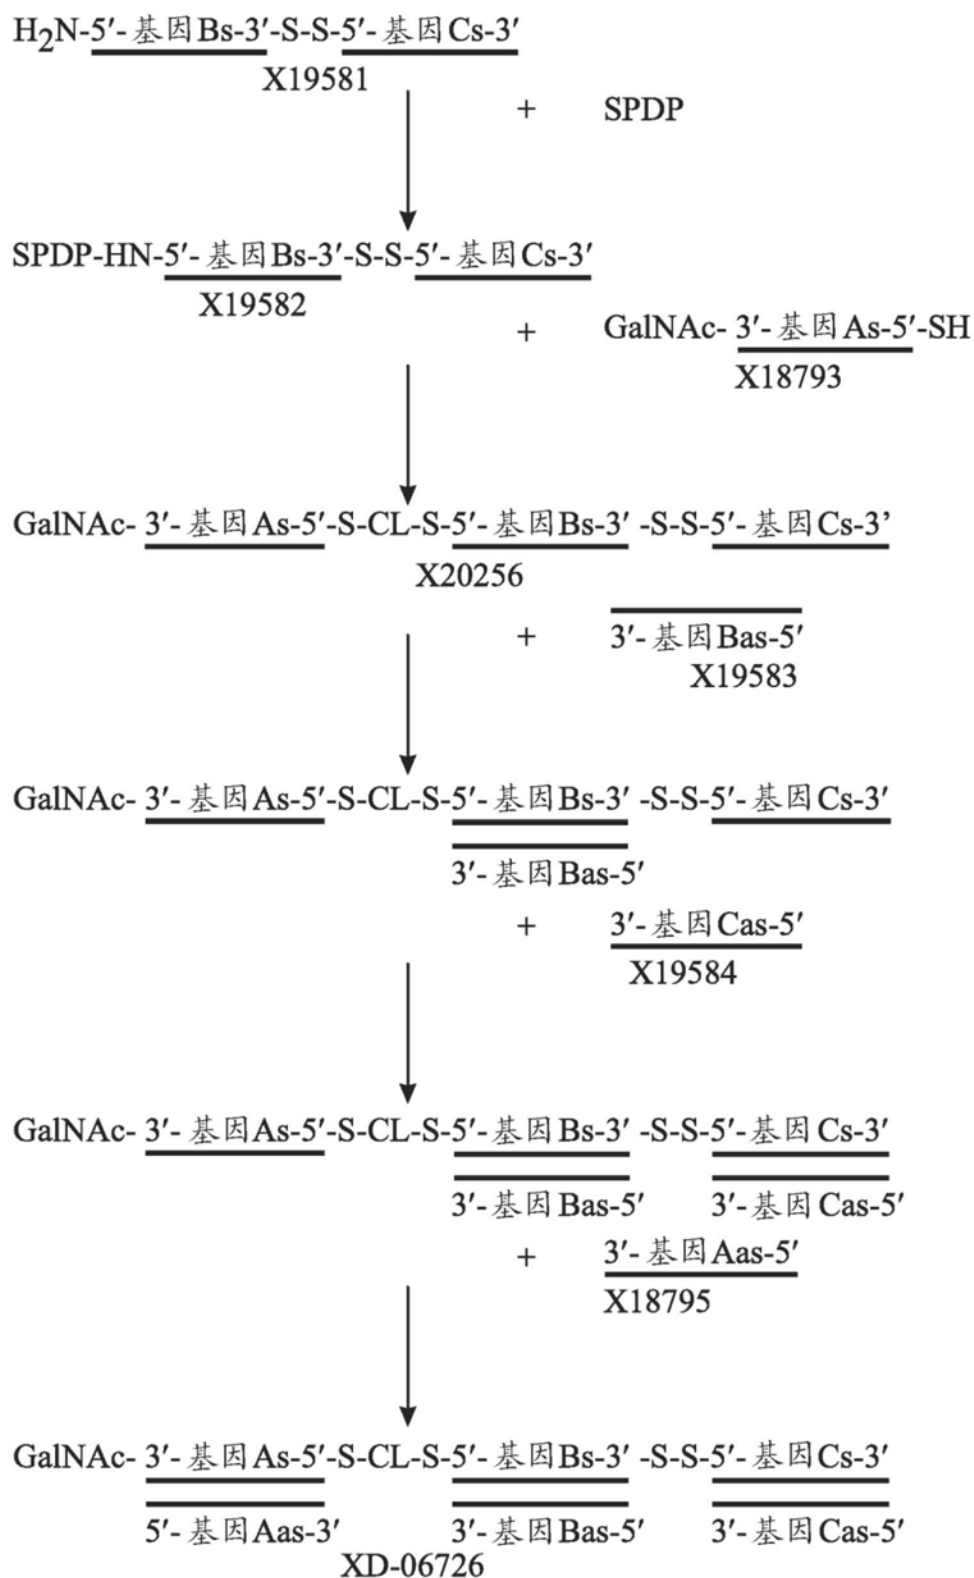 H2N-5′-基因Bs-3′-S-S-5′-基因Cs-3′
X19581
+ SPDP
SPDP-HN-5′-基因Bs-3′-S-S-5′-基因Cs-3′
X19582
+ GalNAc-3′-基因As-5′-SH
X18793
GalNAc-3′-基因As-5′-S-CL-S-5′-基因Bs-3′-S-S-5′-基因Cs-3’
X20256
+ 3′-基因Bas-5′
X19583
GalNAc-3′-基因As-5′-S-CL-S-5′-基因Bs-3′-S-S-5′-基因Cs-3′
3′-基因Bas-5′
+ 3′-基因Cas-5′
X19584
GalNAc-3′-基因As-5′-S-CL-S-5′-基因Bs-3′-S-S-5′-基因Cs-3′
3′-基因Bas-5′ 3′-基因Cas-5′
+ 3′-基因Aas-5′
X18795
GalNAc-3′-基因As-5′-S-CL-S-5′-基因Bs-3′-S-S-5′-基因Cs-3′
5′-基因Aas-3′ 3′-基因Bas-5′ 3′-基因Cas-5′
XD-06726